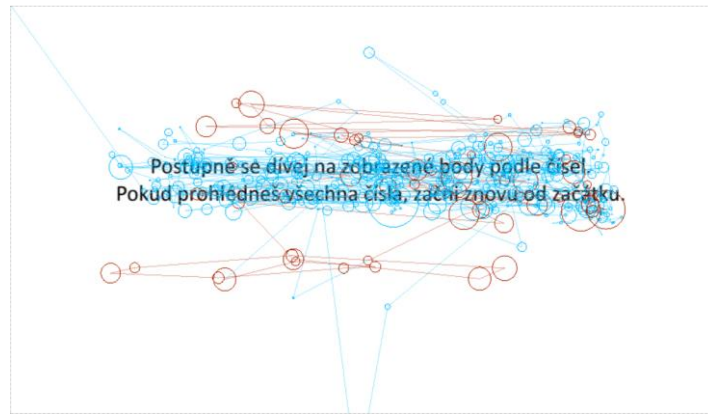 Postupně se dívej na zobrazené body podle čísel.
Pokud prohlédneš všechna čísla, začni znovu od začátku.